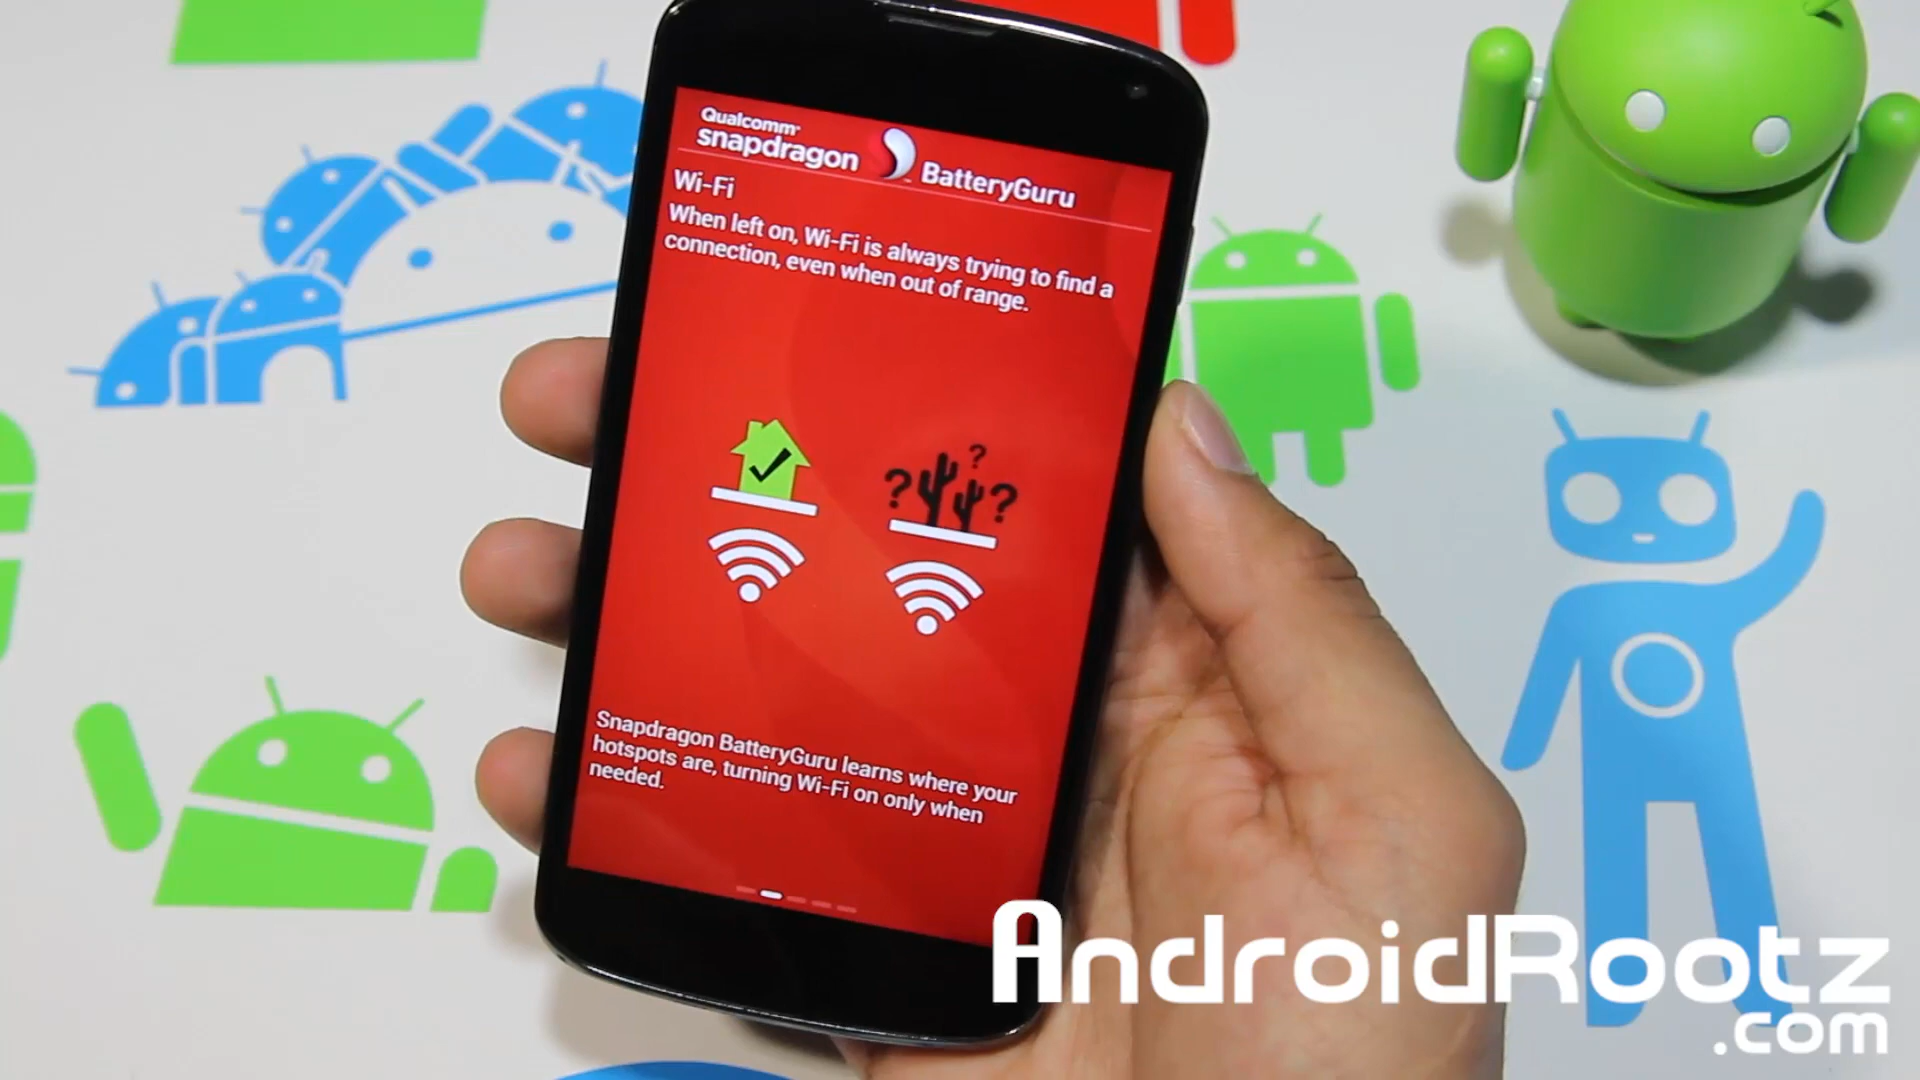 Qualcomm
snapdragon BatteryGuru
Wi-Fi
When left on, Wi-Fi is always trying to find a
connection, even when out of range.
? ? ?
Snapdragon BatteryGuru learns where your
hotspots are, turning Wi-Fi on only when
needed.
AndroidRootz
.com